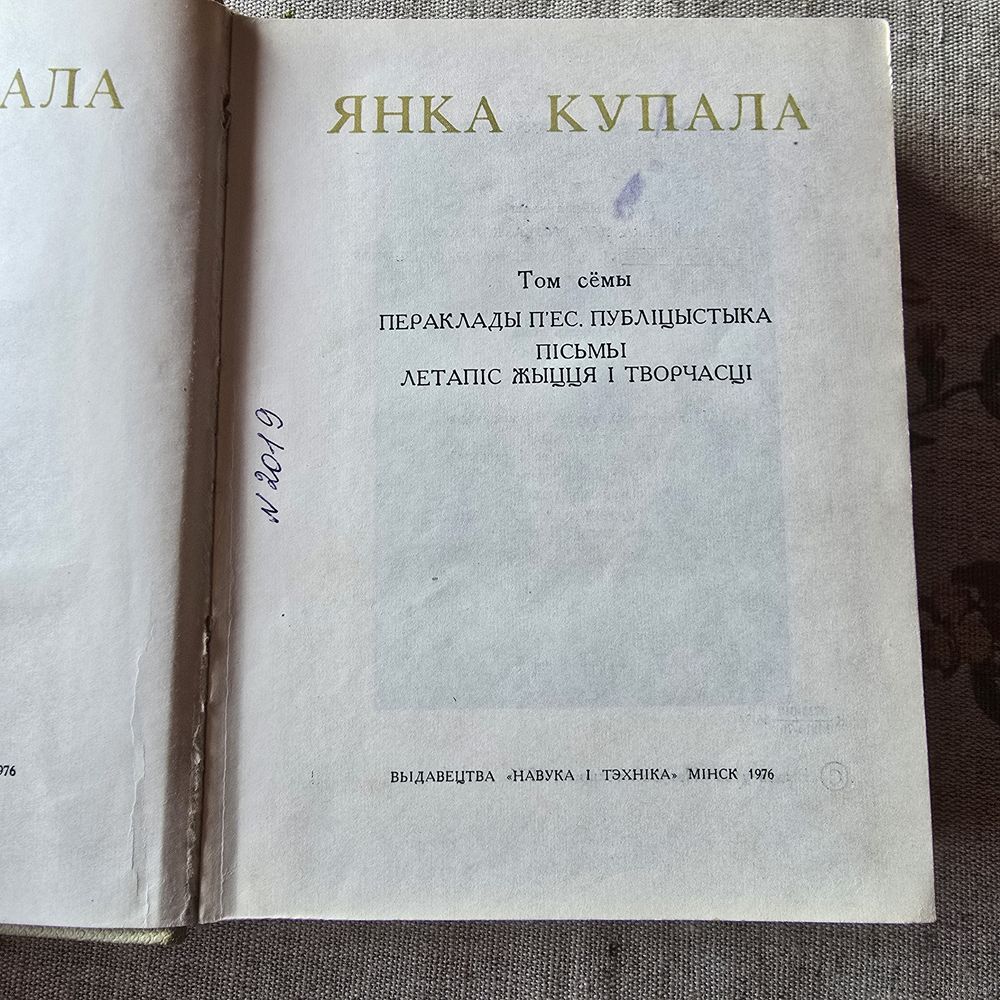 АЛА
976
ЯНКА КУПАЛА
Том сёмы
ПЕРАКЛАДЫ П'ЕС. ПУБЛІЦЫСТЫКА
ПІСЬМЫ
ЛЕТАПІС ЖЫЦЦЯ І ТВОРЧАСЦІ
N 2019
ВЫДАВЕЦТВА «НАВУКА І ТЭХНІКА» МІНСК 1976